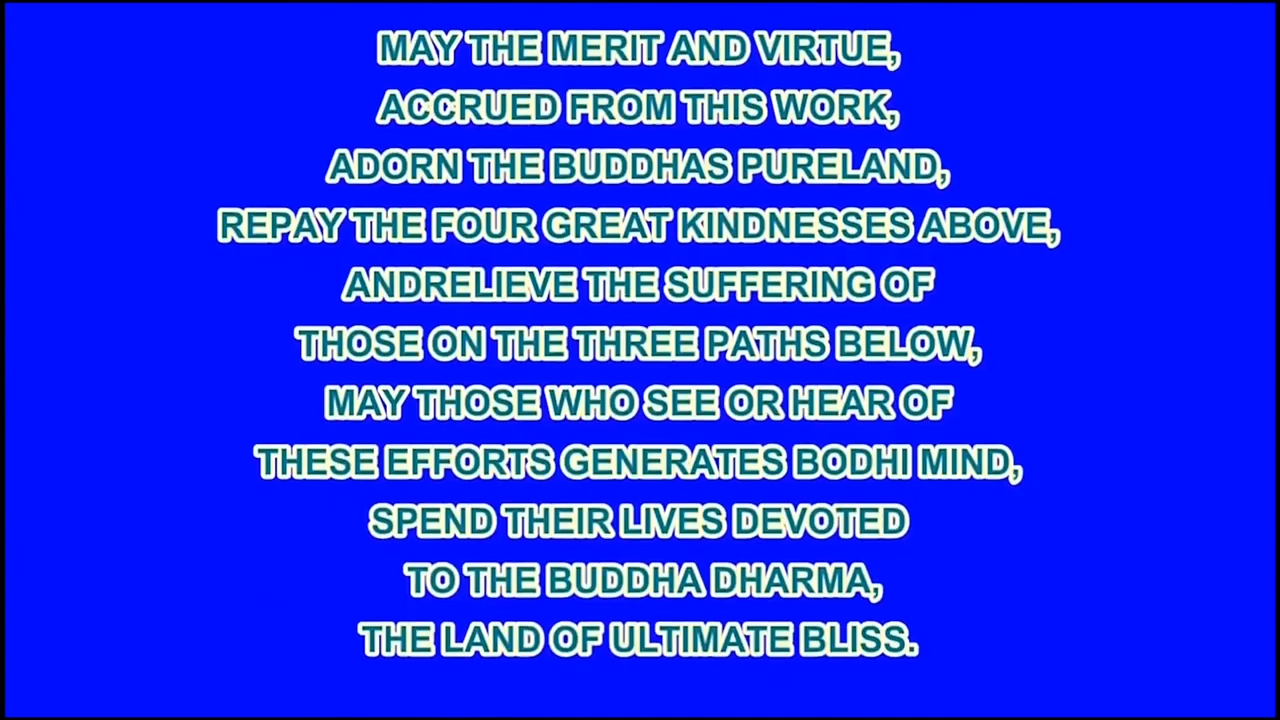 MAY THE MERIT AND VIRTUE,
ACCRUED FROM THIS WORK,
ADORN THE BUDDHAS PURELAND,
REPAY THE FOUR GREAT KINDNESSES ABOVE,
ANDRELIEVE THE SUFFERING OF
THOSE ON THE THREE PATHS BELOW,
MAY THOSE WHO SEE OR HEAR OF
THESE EFFORTS GENERATES BODHI MIND,
SPEND THEIR LIVES DEVOTED
TO THE BUDDHA DHARMA,
THE LAND OF ULTIMATE BLISS.